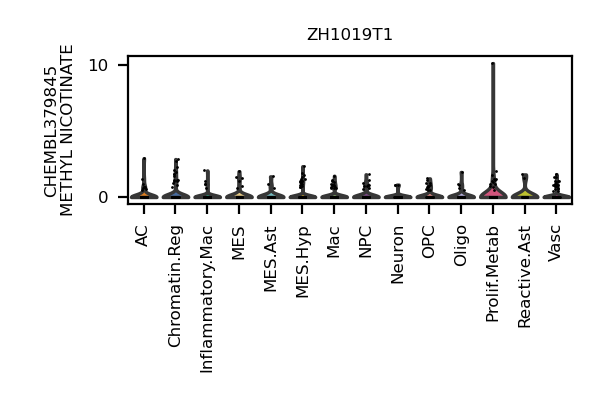 ZH1019T1
CHEMBL379845
METHYL NICOTINATE
10
0
AC
Chromatin.Reg
Inflammatory.Mac
MES
MES.Ast
MES.Hyp
Mac
NPC
Neuron
OPC
Oligo
Prolif.Metab
Reactive.Ast
Vasc